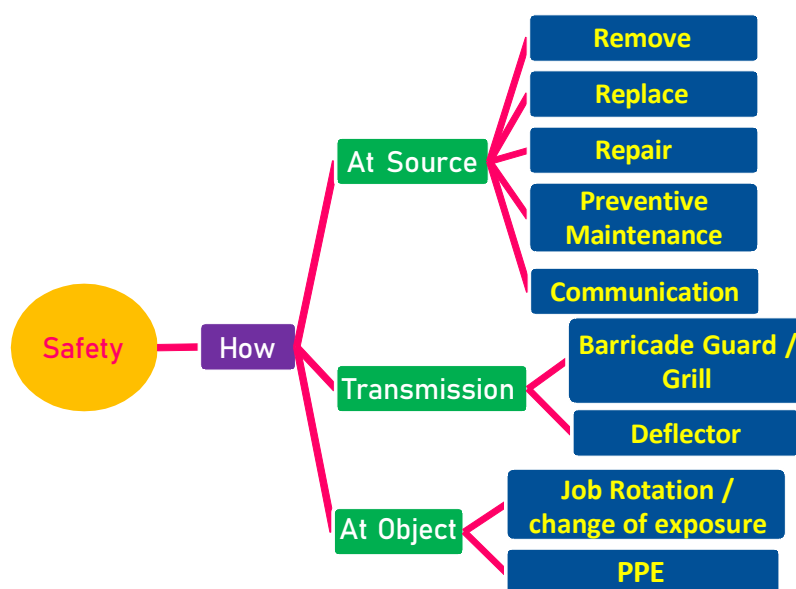 Safety
How
At Source
Remove
Replace
Repair
Preventive
Maintenance
Communication
Transmission
Barricade Guard /
Grill
Deflector
At Object
Job Rotation /
change of exposure
PPE